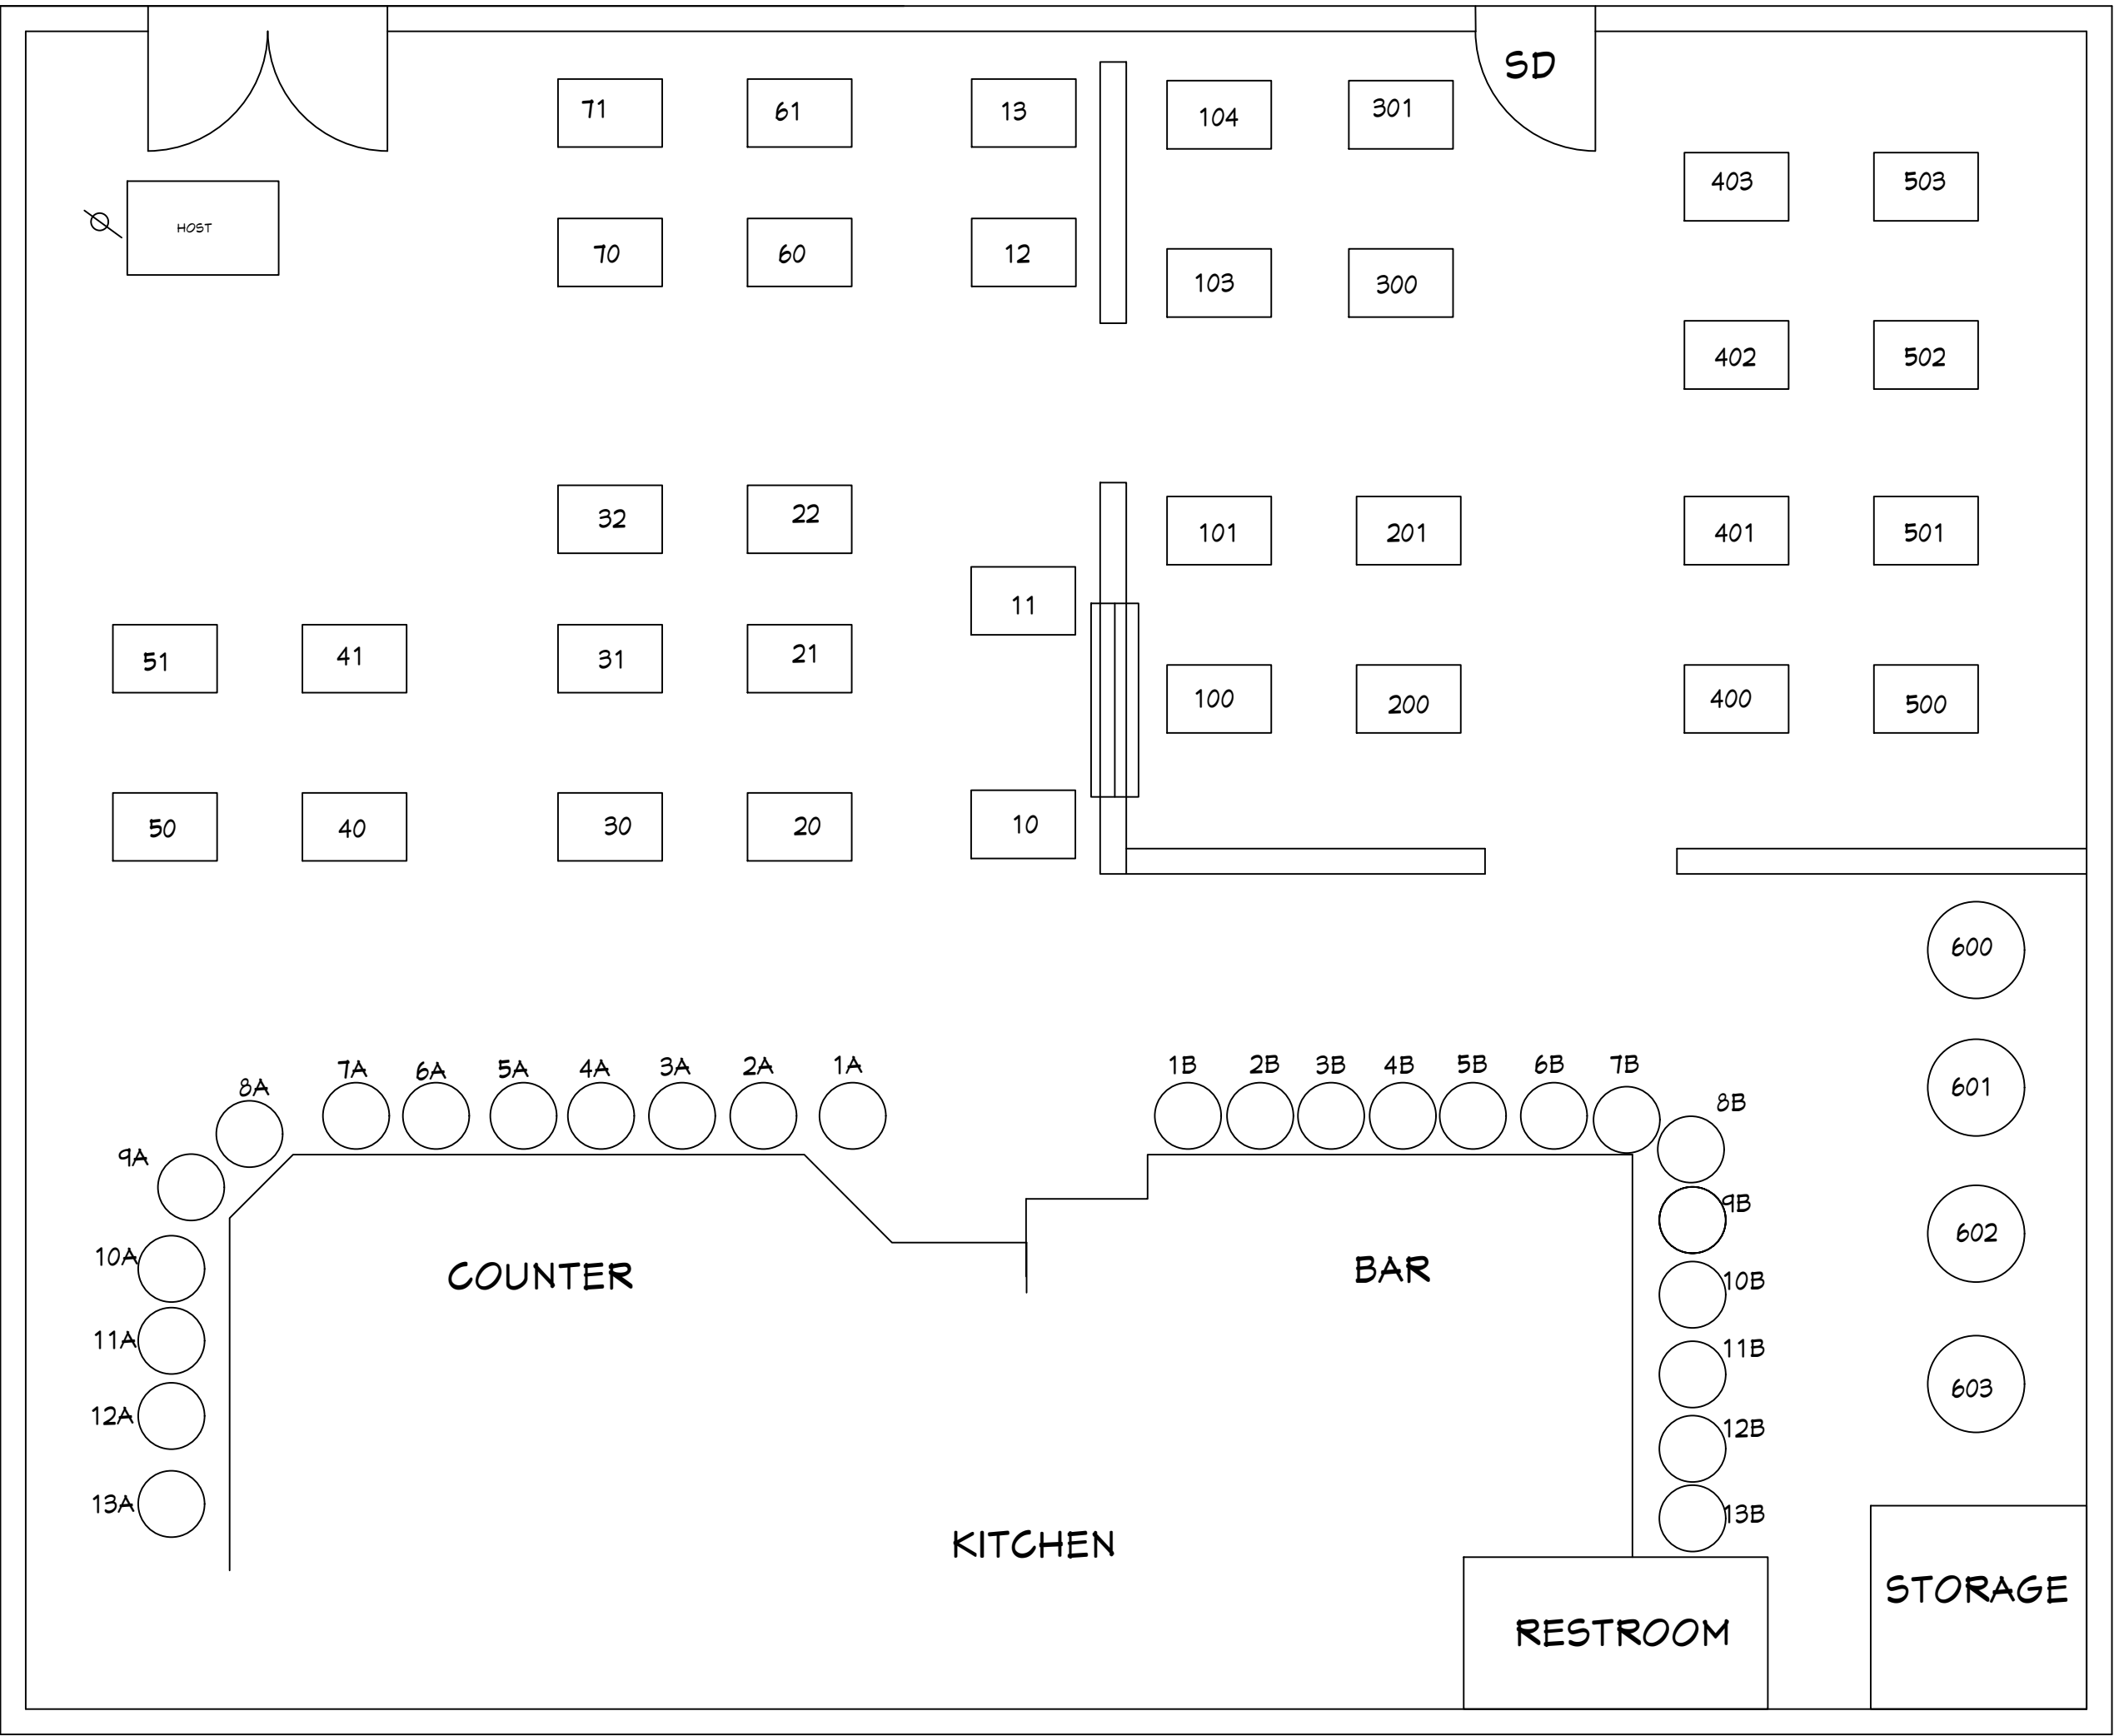 SD
71
61
13
104
301
403
503
HOST
70
60
12
103
300
402
502
32
22
101
201
401
501
11
51
41
31
21
100
200
400
500
50
40
30
20
10
600
8A
7A
6A
5A
4A
3A
2A
1A
1B
2B
3B
4B
5B
6B
7B
8B
601
9A
9B
602
10A
COUNTER
BAR
10B
11A
11B
603
12A
12B
13A
13B
KITCHEN
STORAGE
RESTROOM